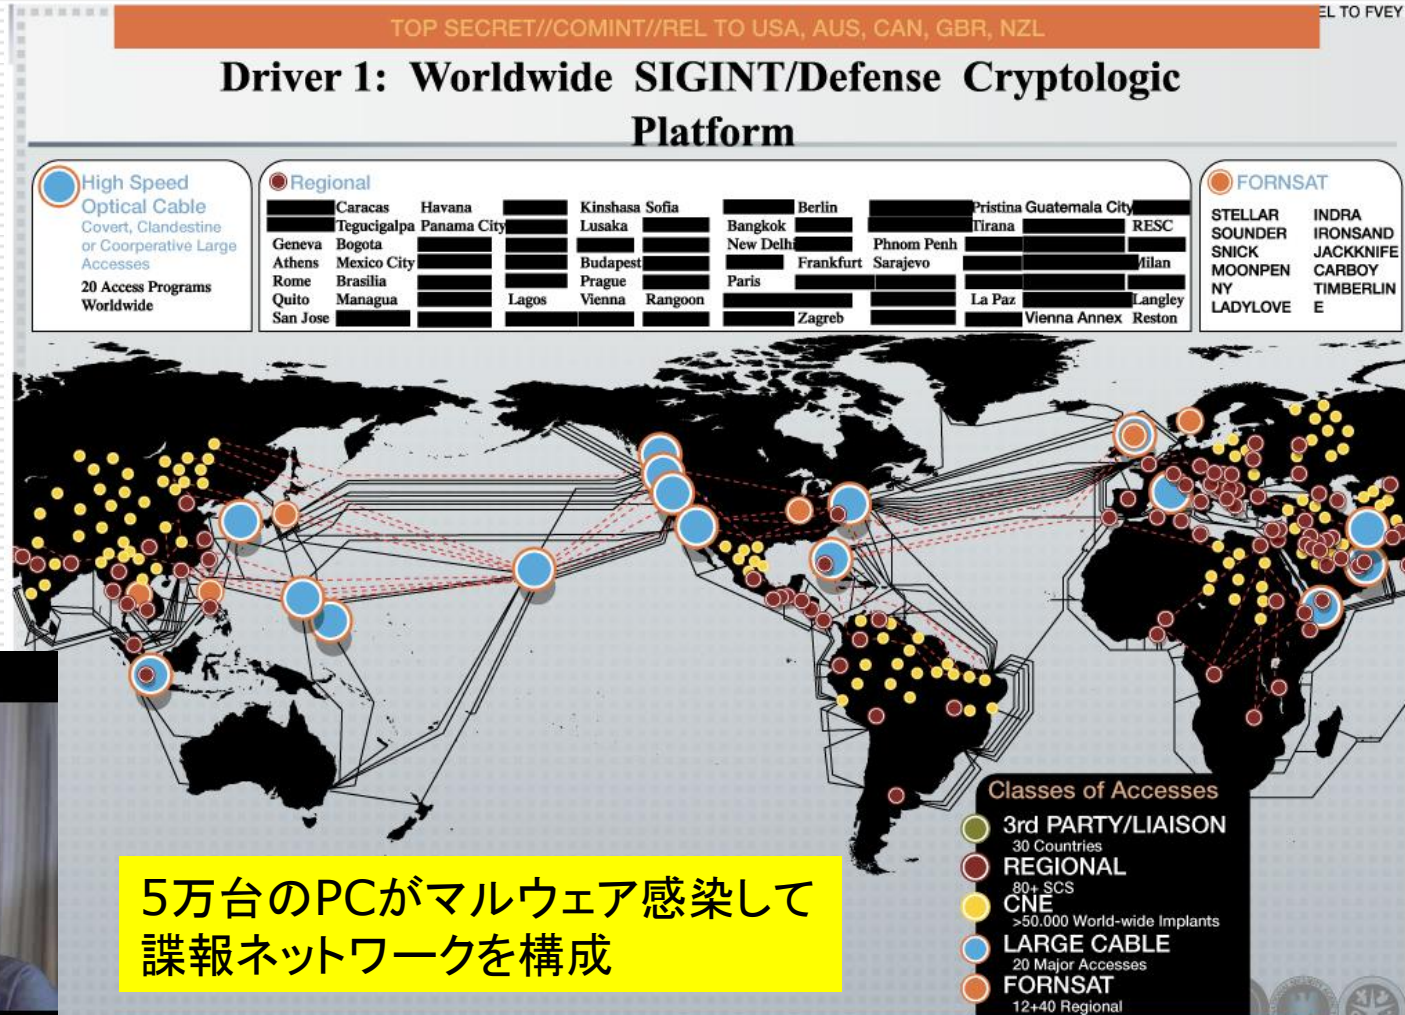 EL TO FVEY
TOP SECRET//COMINT//REL TO USA, AUS, CAN, GBR, NZL
Driver 1: Worldwide SIGINT/Defense Cryptologic
Platform
High Speed
Optical Cable
Covert, Clandestine
or Coorperative Large
Accesses
20 Access Programs
Worldwide
Regional
Caracas Havana Kinshasa Sofia Berlin Pristina Guatemala City
Tegucigalpa Panama City Lusaka Bangkok Tirana RESC
Geneva Bogota New Delhi Phnom Penh
Athens Mexico City Budapest Frankfurt Sarajevo Milan
Rome Brasilia Prague Paris
Quito Managua Lagos Vienna Rangoon La Paz Langley
San Jose Zagreb Vienna Annex Reston
FORNSAT
STELLAR INDRA
SOUNDER IRONSAND
SNICK JACKKNIFE
MOONPEN CARBOY
NY TIMBERLIN
LADYLOVE E
5万台のPCがマルウェア感染して
諜報ネットワークを構成
Classes of Accesses
3rd PARTY/LIAISON
30 Countries
REGIONAL
80+ SCS
CNE
>50.000 World-wide Implants
LARGE CABLE
20 Major Accesses
FORNSAT
12+40 Regional